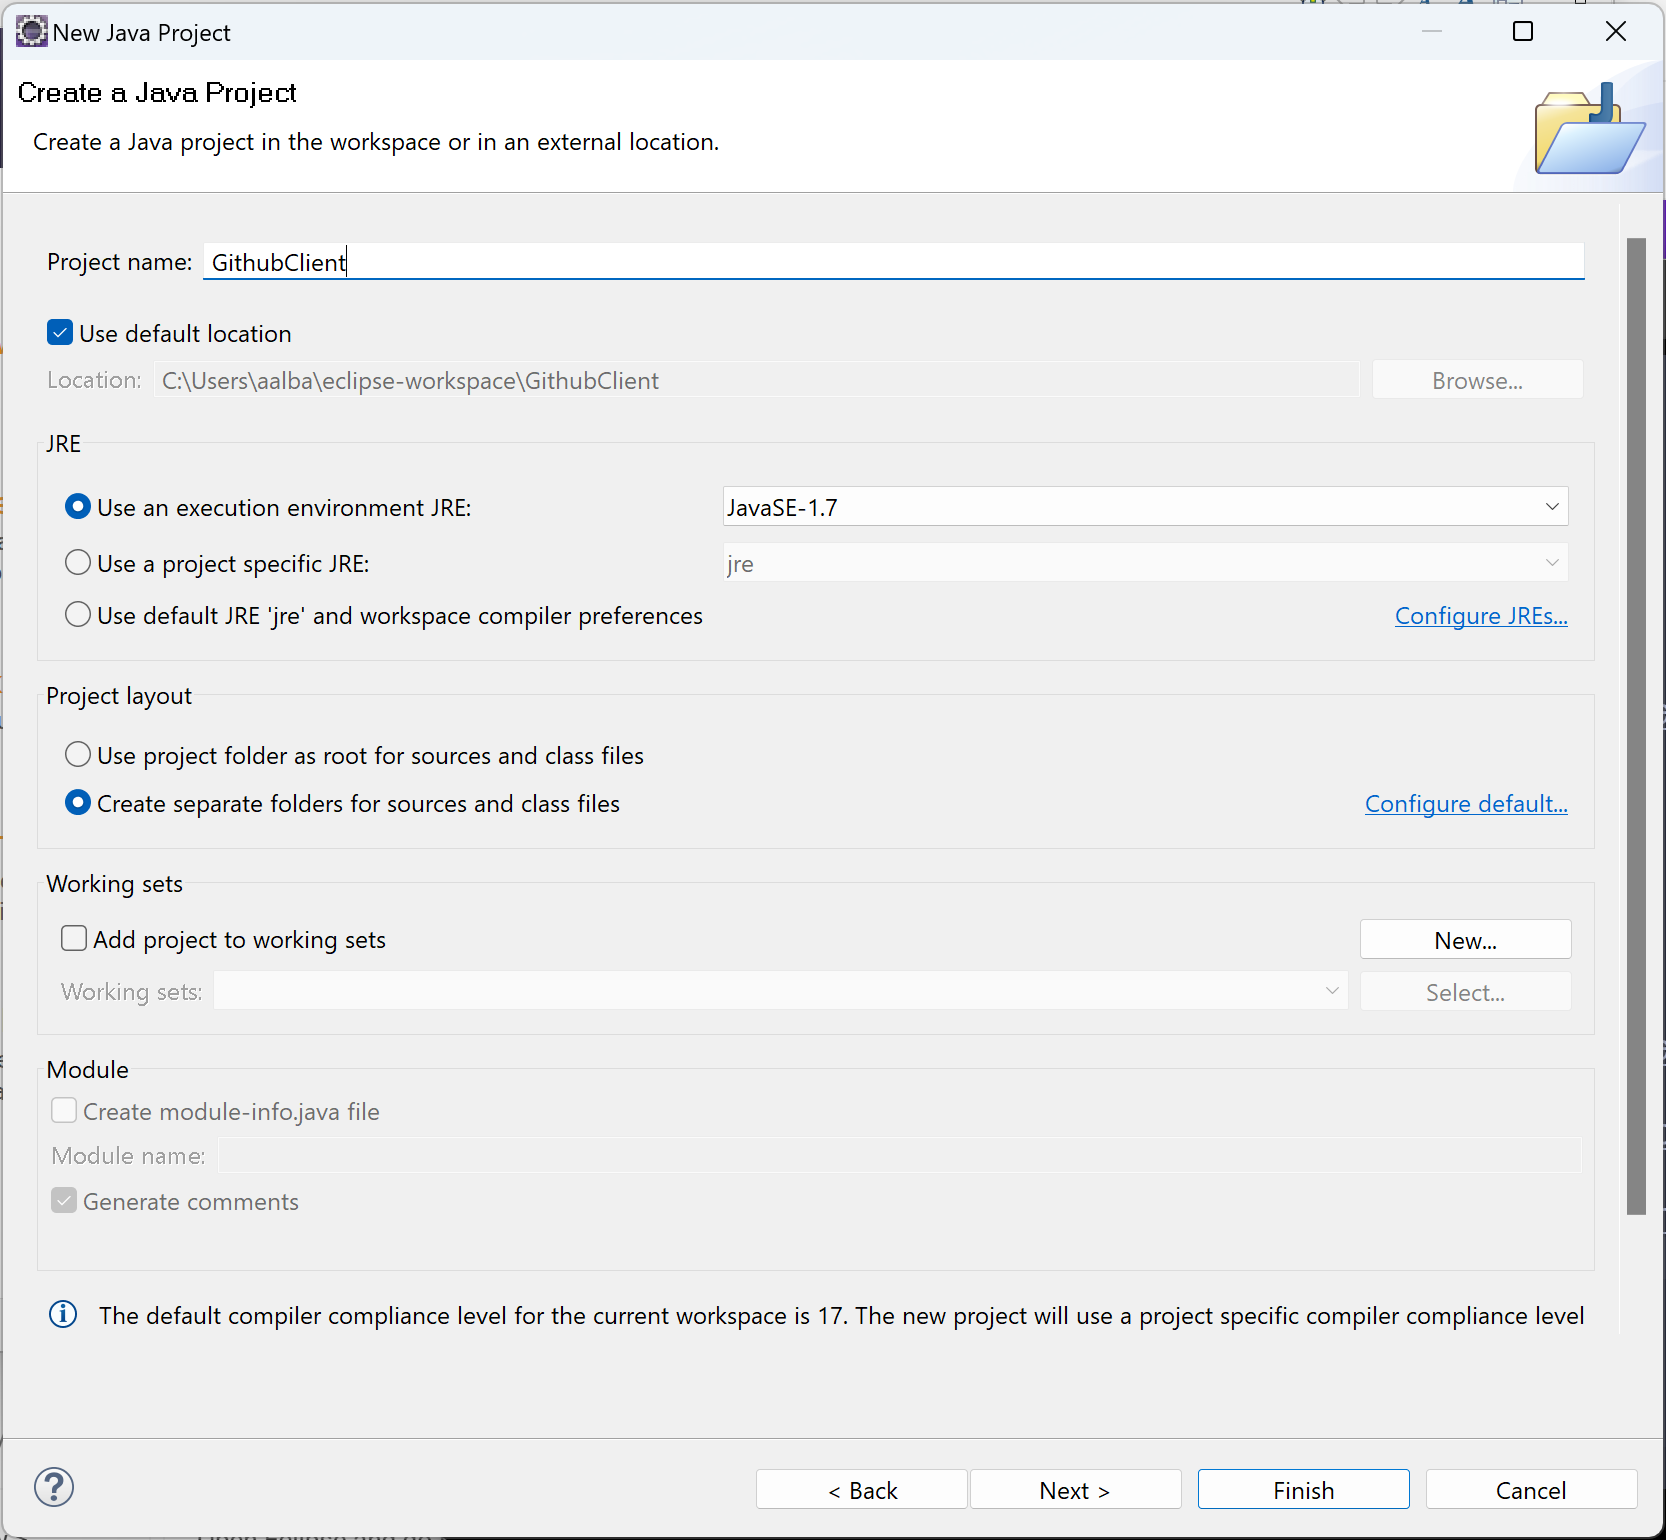 New Java Project
Create a Java Project
Create a Java project in the workspace or in an external location.
Project name: GithubClient
Use default location
Location: C:\Users\aalba\eclipse-workspace\GithubClient Browse...
JRE
Use an execution environment JRE: JavaSE-1.7
Use a project specific JRE: jre
Use default JRE 'jre' and workspace compiler preferences Configure JREs...
Project layout
Use project folder as root for sources and class files
Create separate folders for sources and class files Configure default...
Working sets
Add project to working sets New...
Working sets: Select...
Module
Create module-info.java file
Module name:
Generate comments
The default compiler compliance level for the current workspace is 17. The new project will use a project specific compiler compliance level
< Back Next > Finish Cancel